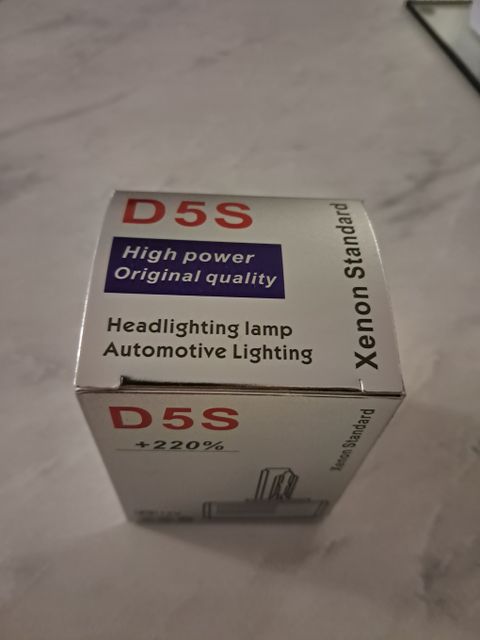 D5S
High power
Original quality
Headlighting lamp
Automotive Lighting
Xenon Standard
D5S
+220%
Xenon Standard